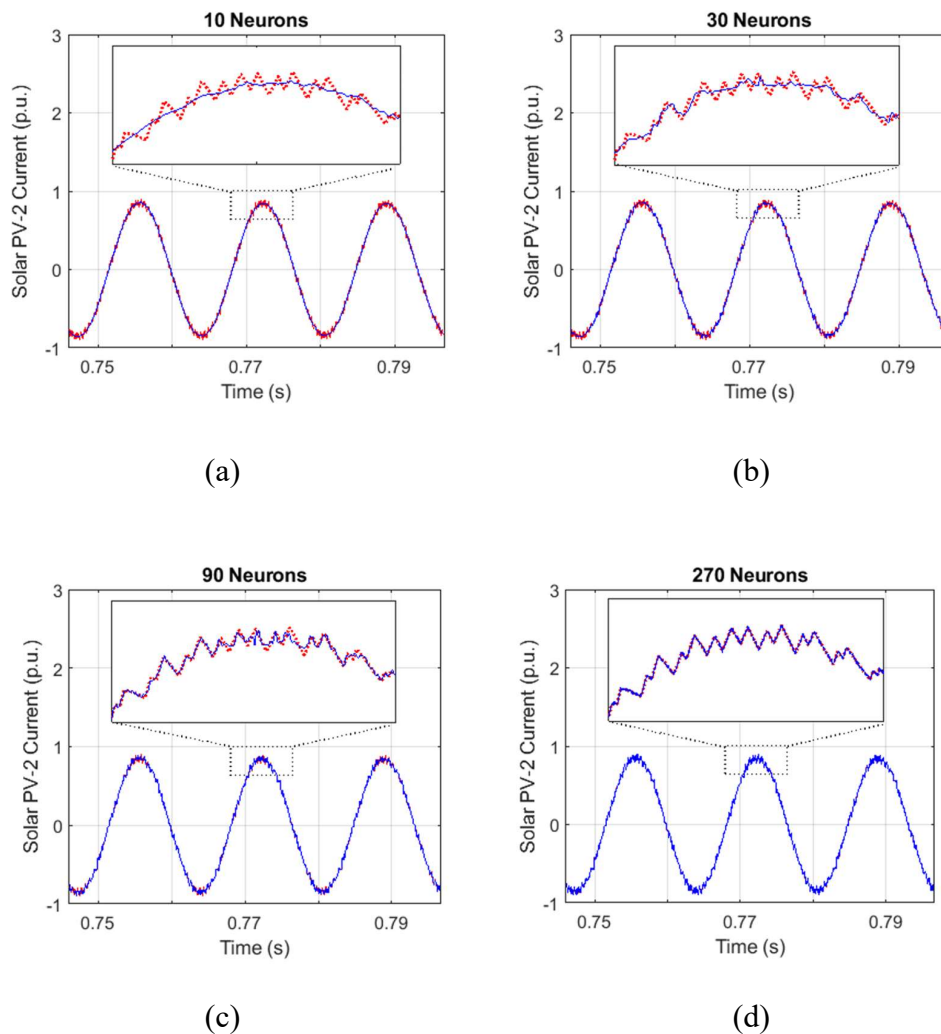 10 Neurons
Solar PV-2 Current (p.u.)
3
2
1
0
-1
0.75
0.77
0.79
Time (s)
(a)
30 Neurons
Solar PV-2 Current (p.u.)
3
2
1
0
-1
0.75
0.77
0.79
Time (s)
(b)
90 Neurons
Solar PV-2 Current (p.u.)
3
2
1
0
-1
0.75
0.77
0.79
Time (s)
(c)
270 Neurons
Solar PV-2 Current (p.u.)
3
2
1
0
-1
0.75
0.77
0.79
Time (s)
(d)